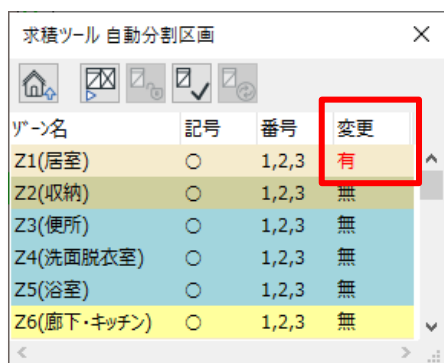 求積ツール 自動分割区画
ゾーン名 記号 番号 変更
Z1(居室) ○ 1,2,3 有
Z2(収納) ○ 1,2,3 無
Z3(便所) ○ 1,2,3 無
Z4(洗面脱衣室) ○ 1,2,3 無
Z5(浴室) ○ 1,2,3 無
Z6(廊下・キッチン) ○ 1,2,3 無